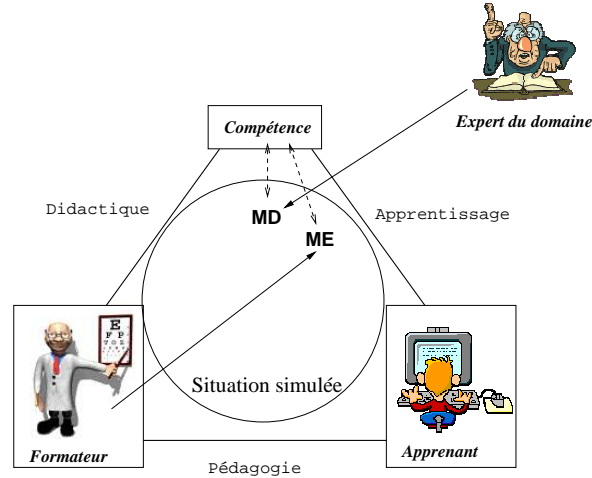 Expert du domaine
Compétence
Didactique
Apprentissage
MD
ME
E
F P
Situation simulée
Formateur
Apprenant
Pédagogie